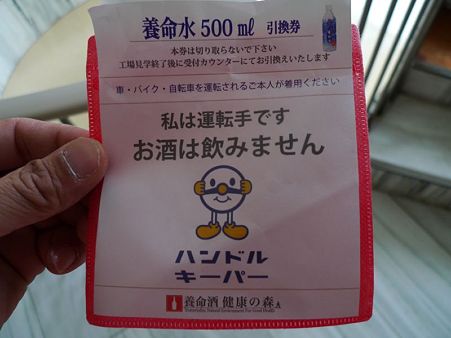 養命水 500 ml 引換券
本券は切り取らないで下さい
工場見学終了後に受付カウンターにてお引換えいたします
車・バイク・自転車を運転されるご本人が着用ください
私は運転手です
お酒は飲みません
ハンドル
キーパー
養命酒 健康の森